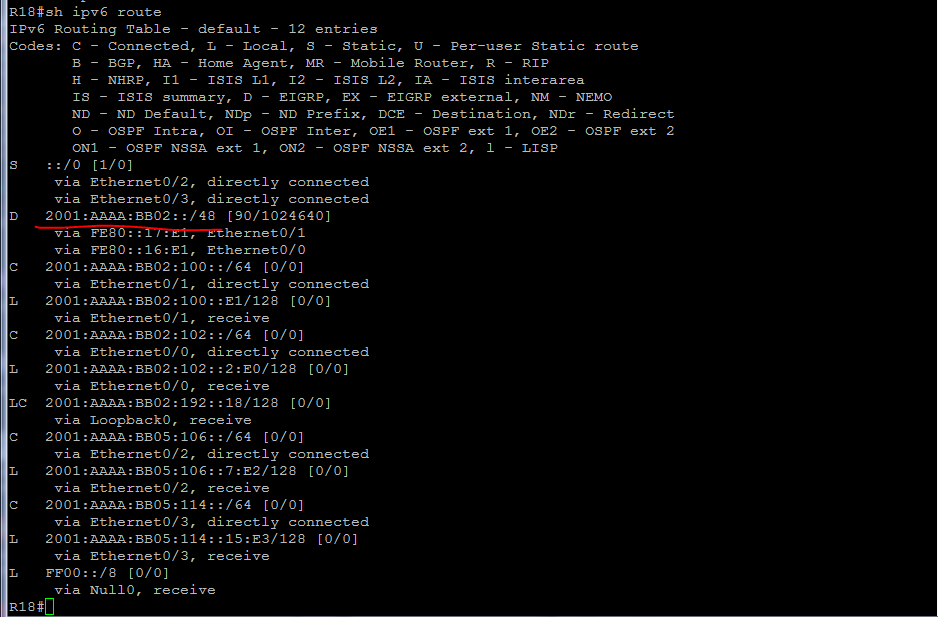 R18#sh ipv6 route
IPv6 Routing Table - default - 12 entries
Codes: C - Connected, L - Local, S - Static, U - Per-user Static route
       B - BGP, HA - Home Agent, MR - Mobile Router, R - RIP
       H - NHRP, I1 - ISIS L1, I2 - ISIS L2, IA - ISIS interarea
       IS - ISIS summary, D - EIGRP, EX - EIGRP external, NM - NEMO
       ND - ND Default, NDp - ND Prefix, DCE - Destination, NDr - Redirect
       O - OSPF Intra, OI - OSPF Inter, OE1 - OSPF ext 1, OE2 - OSPF ext 2
       ON1 - OSPF NSSA ext 1, ON2 - OSPF NSSA ext 2, l - LISP
S   ::/0 [1/0]
     via Ethernet0/2, directly connected
     via Ethernet0/3, directly connected
D   2001:AAAA:BB02::/48 [90/1024640]
     via FE80::17:E1, Ethernet0/1
     via FE80::16:E1, Ethernet0/0
C   2001:AAAA:BB02:100::/64 [0/0]
     via Ethernet0/1, directly connected
L   2001:AAAA:BB02:100::E1/128 [0/0]
     via Ethernet0/1, receive
C   2001:AAAA:BB02:102::/64 [0/0]
     via Ethernet0/0, directly connected
L   2001:AAAA:BB02:102::2:E0/128 [0/0]
     via Ethernet0/0, receive
LC  2001:AAAA:BB02:192::18/128 [0/0]
     via Loopback0, receive
C   2001:AAAA:BB05:106::/64 [0/0]
     via Ethernet0/2, directly connected
L   2001:AAAA:BB05:106::7:E2/128 [0/0]
     via Ethernet0/2, receive
C   2001:AAAA:BB05:114::/64 [0/0]
     via Ethernet0/3, directly connected
L   2001:AAAA:BB05:114::15:E3/128 [0/0]
     via Ethernet0/3, receive
L   FF00::/8 [0/0]
     via Null0, receive
R18#